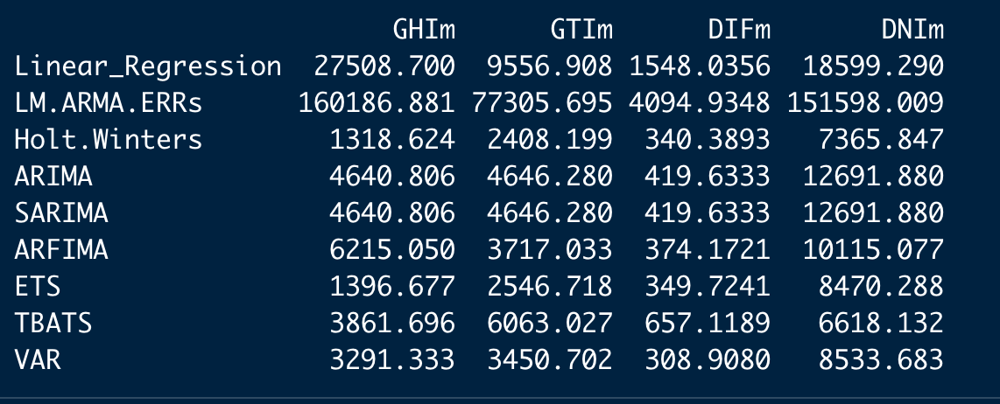 GHIm GTIm DIFm DNIm
Linear_Regression 27508.700 9556.908 1548.0356 18599.290
LM.ARMA.ERRs 160186.881 77305.695 4094.9348 151598.009
Holt.Winters 1318.624 2408.199 340.3893 7365.847
ARIMA 4640.806 4646.280 419.6333 12691.880
SARIMA 4640.806 4646.280 419.6333 12691.880
ARFIMA 6215.050 3717.033 374.1721 10115.077
ETS 1396.677 2546.718 349.7241 8470.288
TBATS 3861.696 6063.027 657.1189 6618.132
VAR 3291.333 3450.702 308.9080 8533.683